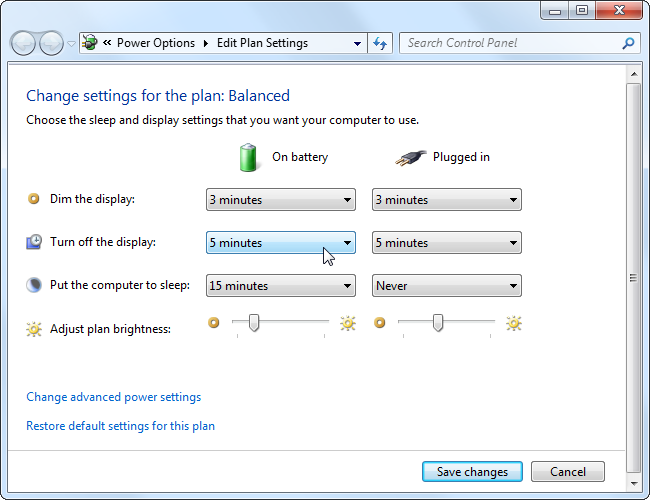 « Power Options ▸ Edit Plan Settings
Search Control Panel
Change settings for the plan: Balanced
Choose the sleep and display settings that you want your computer to use.
On battery Plugged in
Dim the display: 3 minutes 3 minutes
Turn off the display: 5 minutes 5 minutes
Put the computer to sleep: 15 minutes Never
Adjust plan brightness:
Change advanced power settings
Restore default settings for this plan
Save changes Cancel